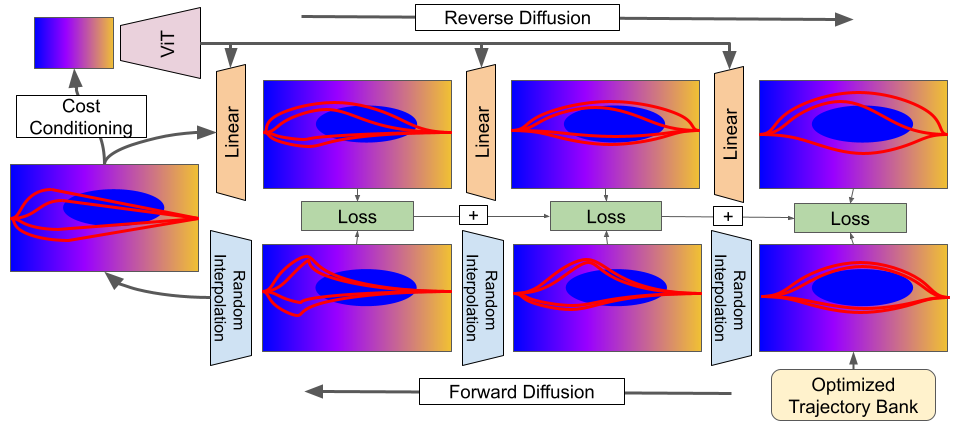 Reverse Diffusion
ViT
Cost
Conditioning
Linear
Linear
Linear
Loss
+
Loss
+
Loss
Random
Interpolation
Random
Interpolation
Random
Interpolation
Forward Diffusion
Optimized
Trajectory Bank